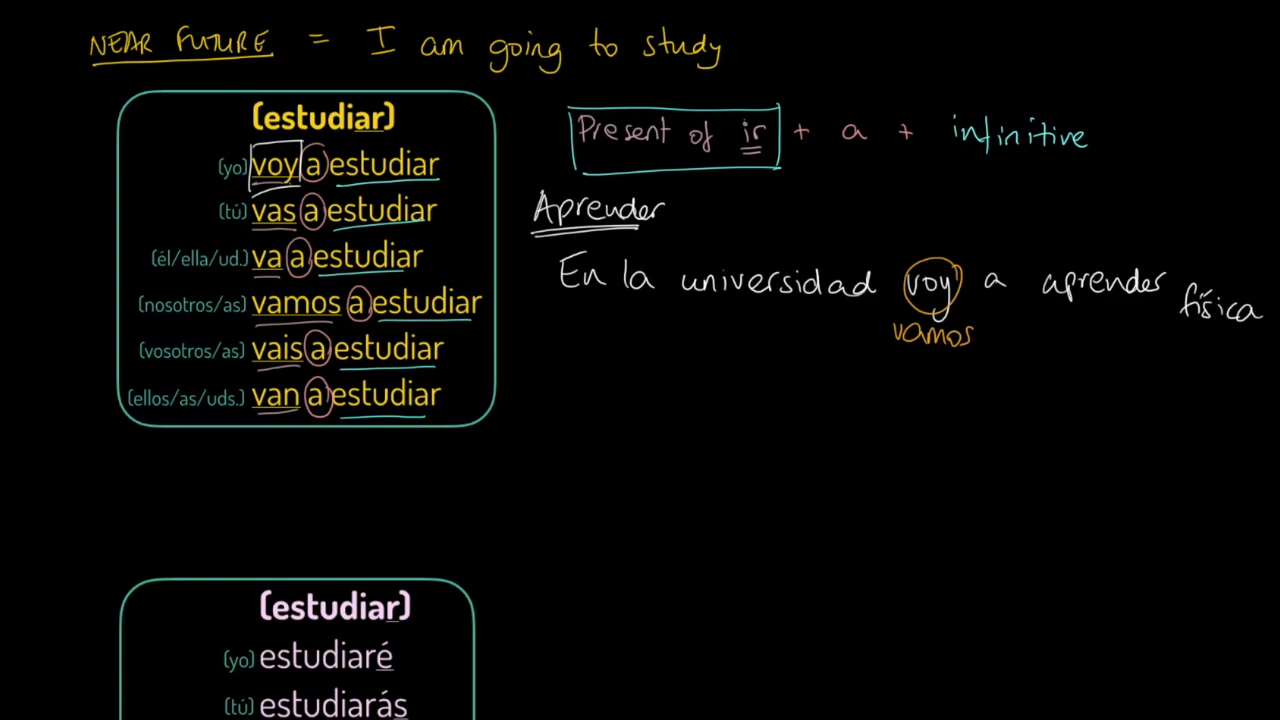 NEAR FUTURE = I am going to study
(estudiar)
(yo) voy a estudiar
(tú) vas a estudiar
(él/ella/ud.) va a estudiar
(nosotros/as) vamos a estudiar
(vosotros/as) vais a estudiar
(ellos/as/uds.) van a estudiar
Present of ir + a + infinitive
Aprender
En la universidad voy a aprender física
vamos
(estudiar)
(yo) estudiaré
(tú) estudiarás